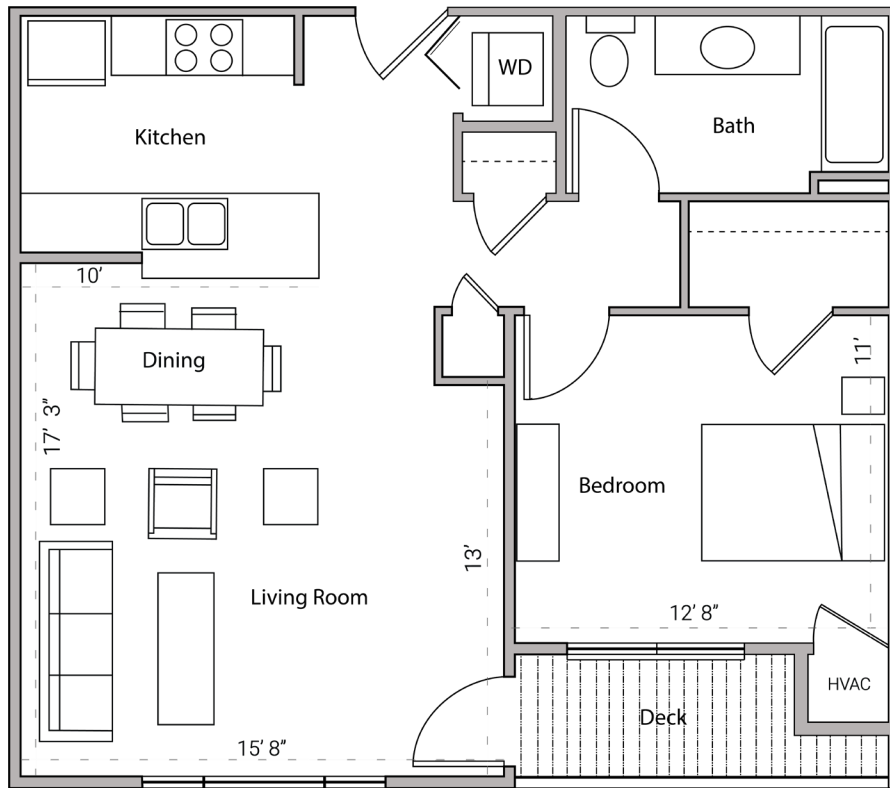 WD
Kitchen
Bath
10’
Dining
11’
17’ 3”
Bedroom
13’
Living Room
12’ 8”
HVAC
Deck
15’ 8”